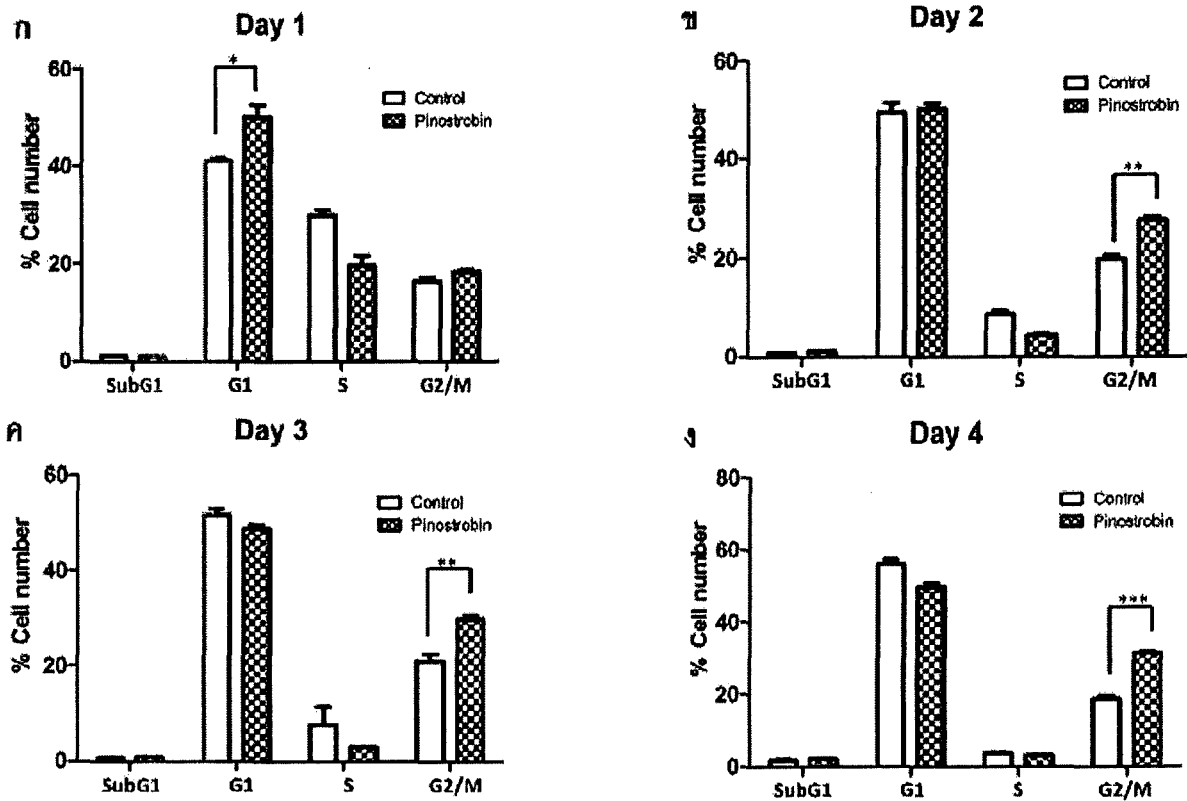 ก
Day 1
*
60
40
20
0
% Cell number
Control
Pinostrobin
SubG1 G1 S G2/M
ข
Day 2
**
60
40
20
0
% Cell number
Control
Pinostrobin
SubG1 G1 S G2/M
ค
Day 3
**
60
40
20
0
% Cell number
Control
Pinostrobin
SubG1 G1 S G2/M
ง
Day 4
***
80
60
40
20
0
% Cell number
Control
Pinostrobin
SubG1 G1 S G2/M